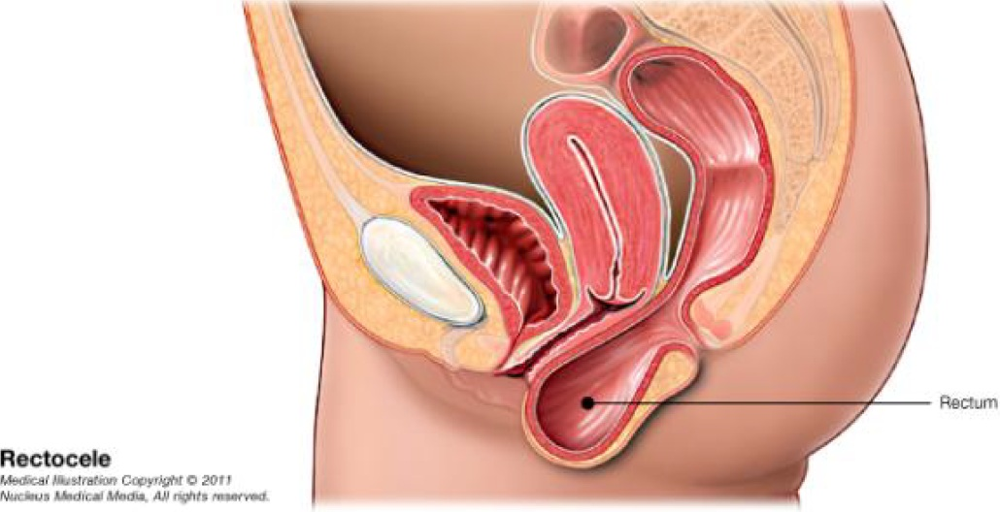 Rectum
Rectocele
Medical Illustration Copyright © 2011
Nucleus Medical Media, All rights reserved.